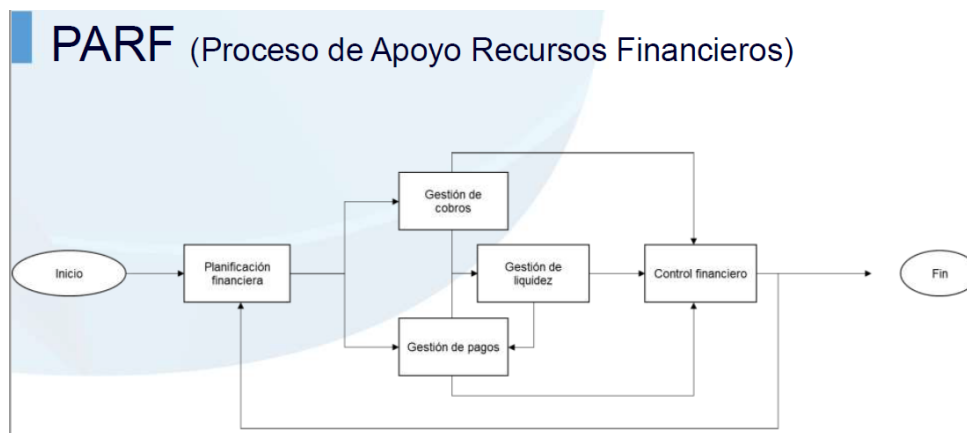 PARF (Proceso de Apoyo Recursos Financieros)
Gestión de
cobros
Inicio
Planificación
financiera
Gestión de
liquidez
Control financiero
Fin
Gestión de pagos